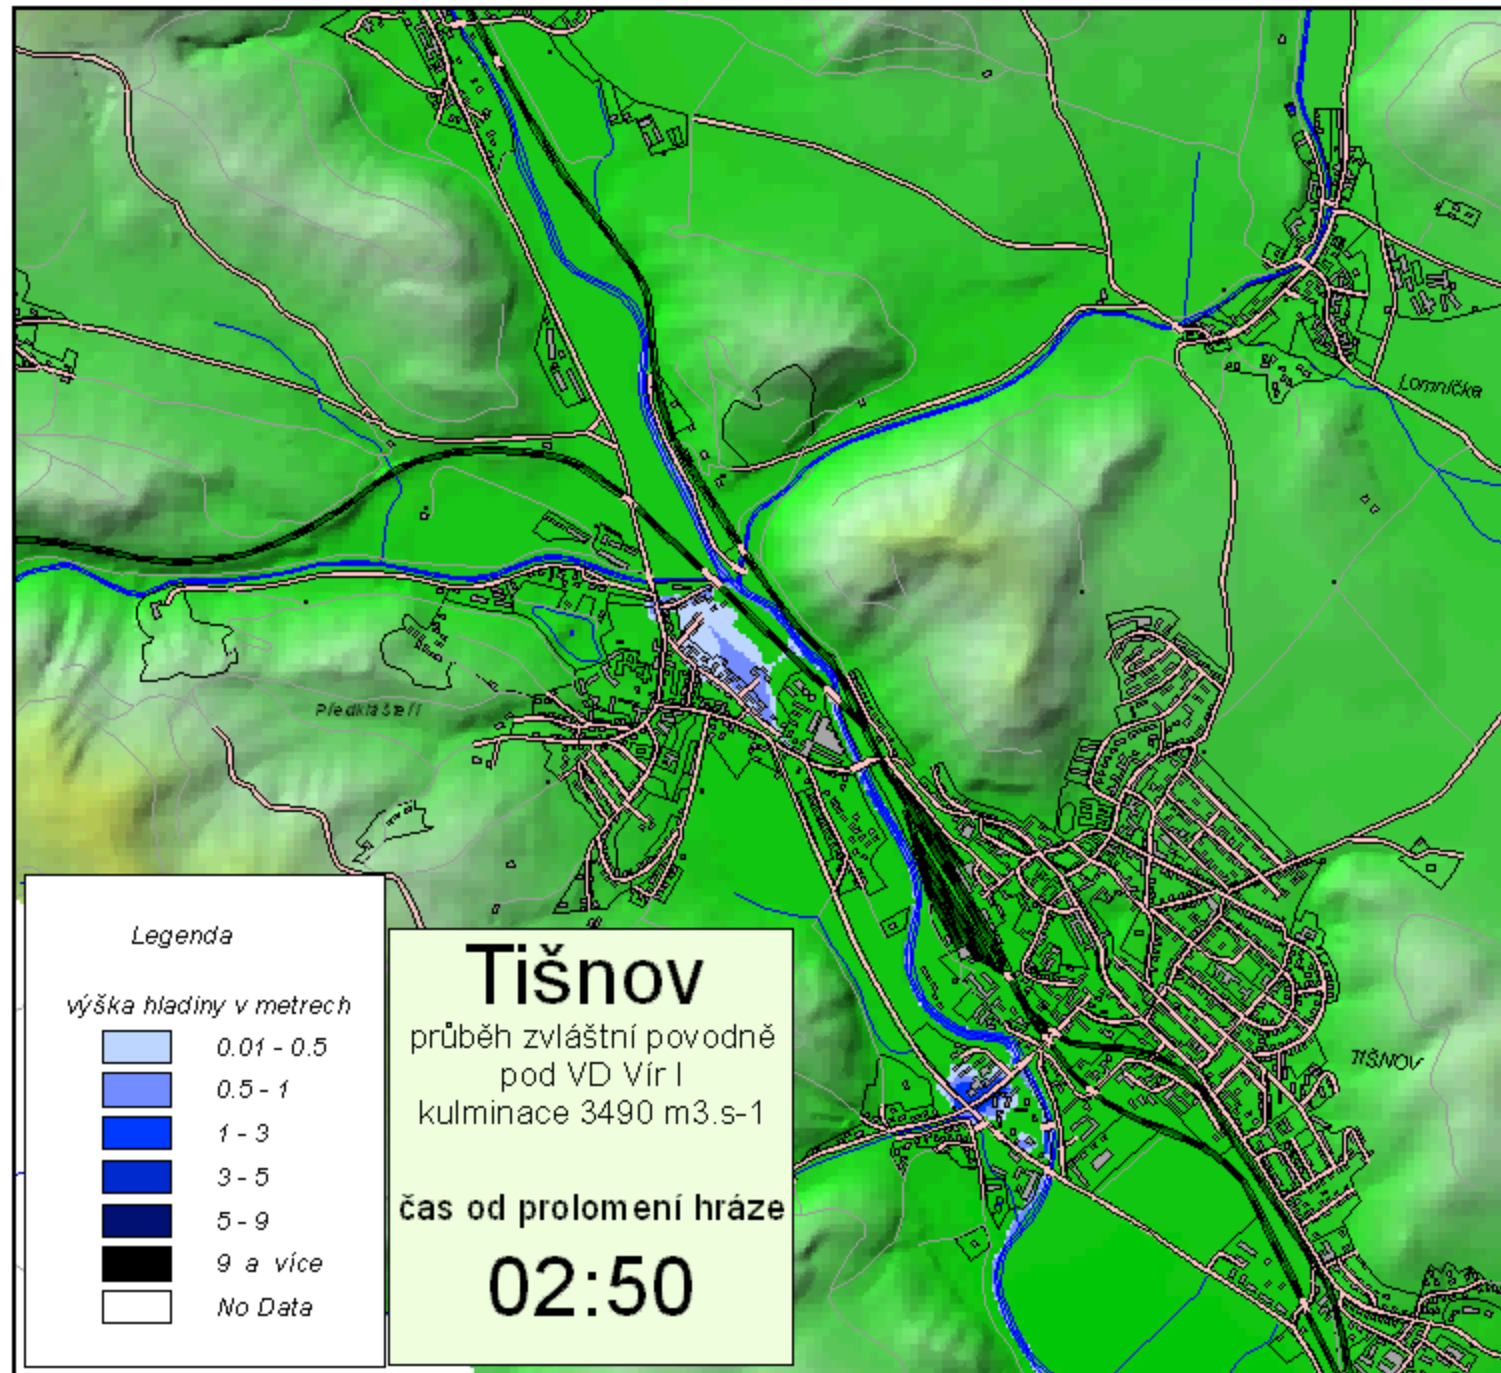 Lomnička
Předklášteří
TIŠNOV
Legenda
výška hladiny v metrech
0.01 - 0.5
0.5 - 1
1 - 3
3 - 5
5 - 9
9 a více
No Data
Tišnov
průběh zvláštní povodně
pod VD Vír I
kulminace 3490 m3.s-1
čas od prolomení hráze
02:50